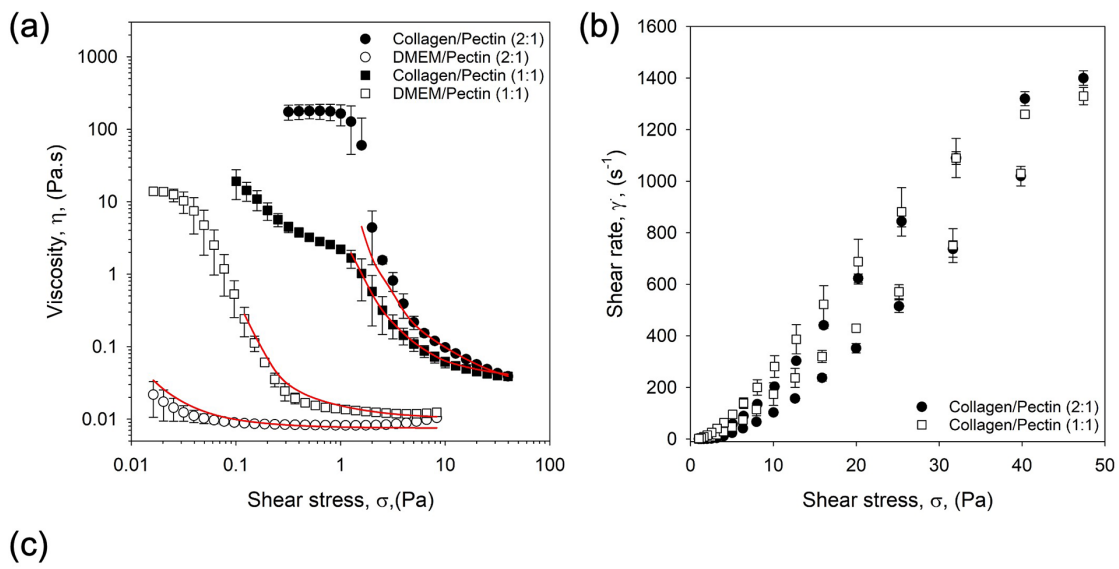 (a)
Collagen/Pectin (2:1)
DMEM/Pectin (2:1)
Collagen/Pectin (1:1)
DMEM/Pectin (1:1)
1000
100
10
1
0.1
0.01
Viscosity, η, (Pa.s)
0.01 0.1 1 10 100
Shear stress, σ,(Pa)
(b)
1600
1400
1200
1000
800
600
400
200
0
Shear rate, γ̇, (s⁻¹)
Collagen/Pectin (2:1)
Collagen/Pectin (1:1)
0 10 20 30 40 50
Shear stress, σ, (Pa)
(c)